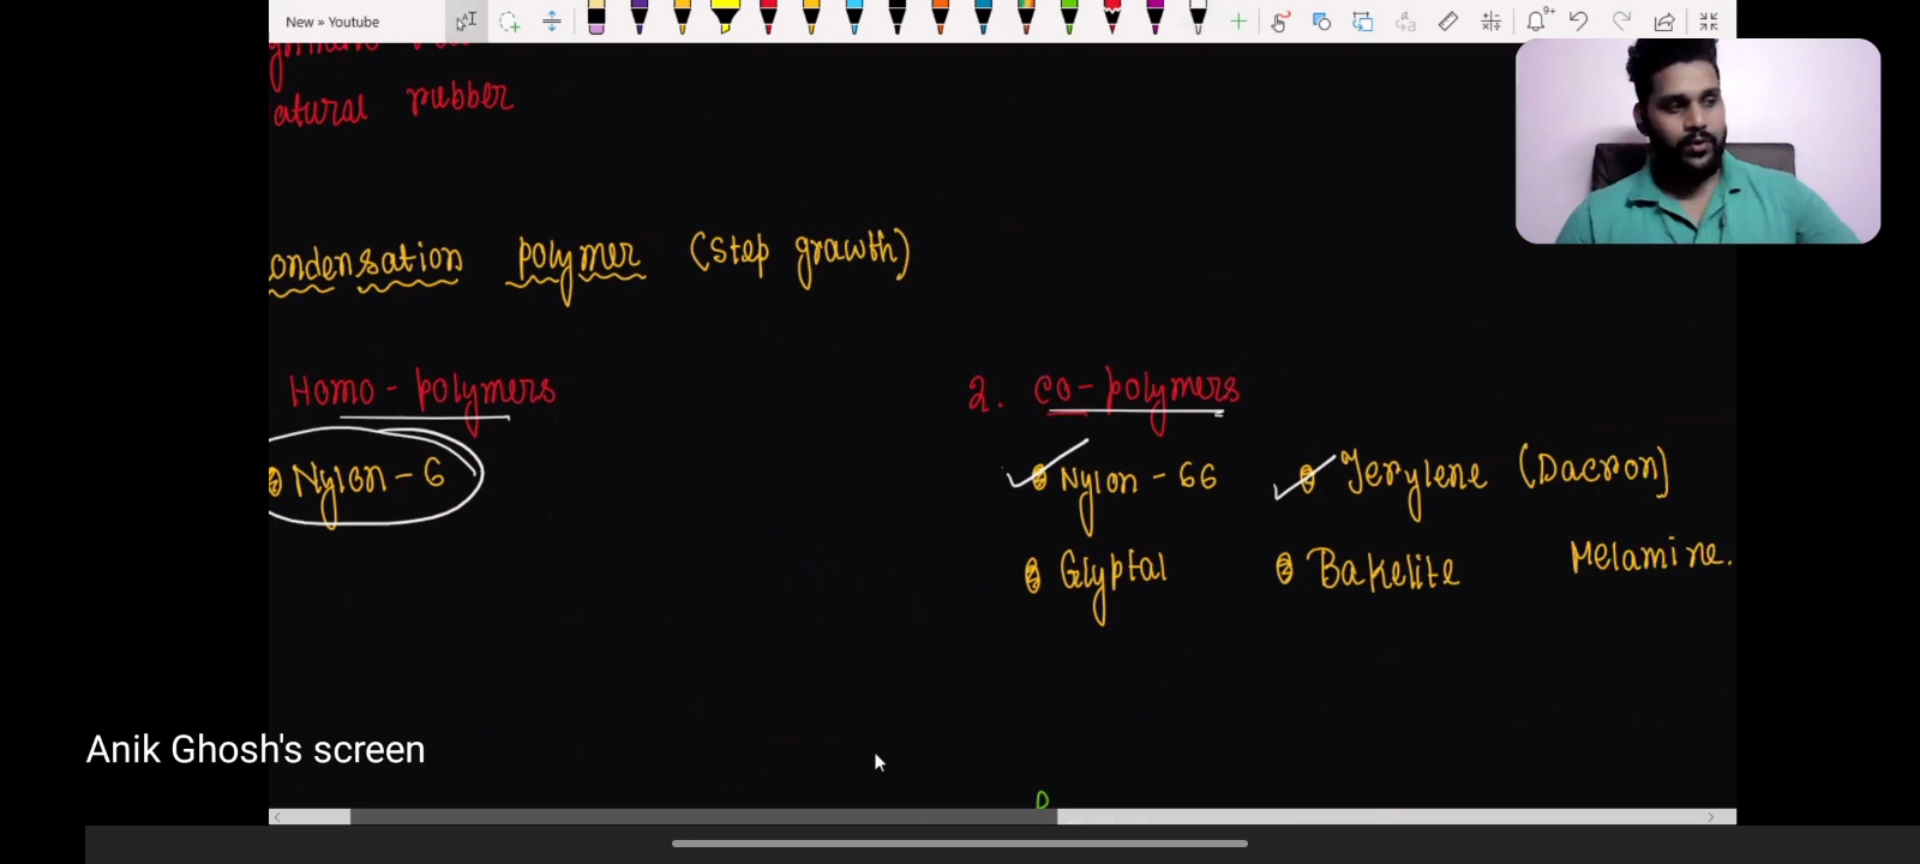 New » Youtube
9+
atural rubber
ondensation polymer (Step growth)
Homo - polymers
2. co-polymers
Nylon - 6
Nylon - 66
Terylene (Dacron)
Glyptal
Bakelite
Melamine.
Anik Ghosh's screen